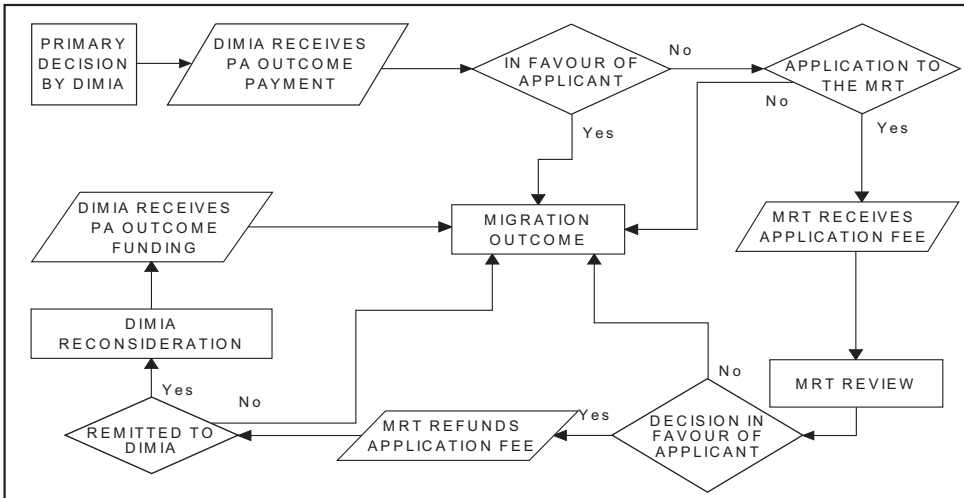 PRIMARY
DECISION
BY DIMIA
DIMIA RECEIVES
PA OUTCOME
PAYMENT
IN FAVOUR OF
APPLICANT
No
APPLICATION TO
THE MRT
No
Yes
Yes
DIMIA RECEIVES
PA OUTCOME
FUNDING
MIGRATION
OUTCOME
MRT RECEIVES
APPLICATION FEE
DIMIA
RECONSIDERATION
MRT REVIEW
Yes
No
No
Yes
REMITTED TO
DIMIA
MRT REFUNDS
APPLICATION FEE
DECISION IN
FAVOUR OF
APPLICANT